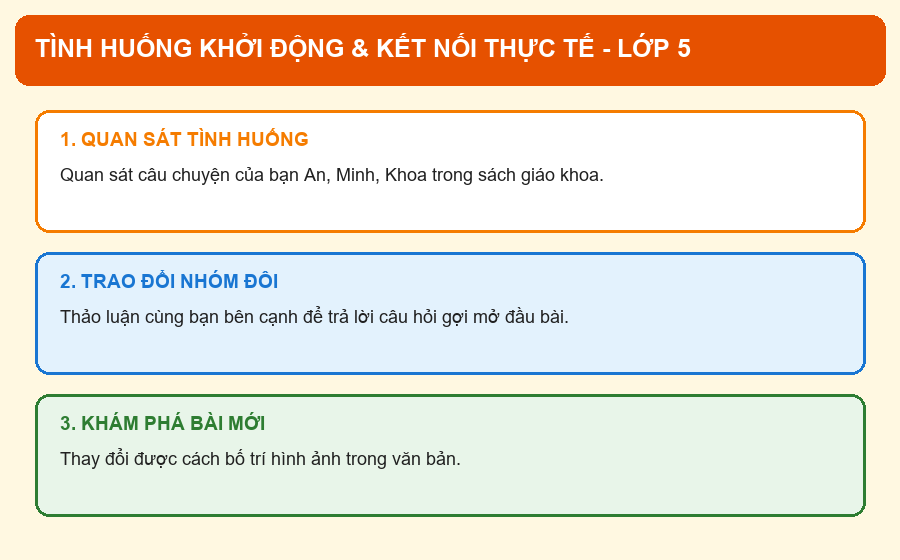 TÌNH HUỐNG KHỞI ĐỘNG & KẾT NỐI THỰC TẾ - LỚP 5
1. QUAN SÁT TÌNH HUỐNG
Quan sát câu chuyện của bạn An, Minh, Khoa trong sách giáo khoa.
2. TRAO ĐỔI NHÓM ĐÔI
Thảo luận cùng bạn bên cạnh để trả lời câu hỏi gợi mở đầu bài.
3. KHÁM PHÁ BÀI MỚI
Thay đổi được cách bố trí hình ảnh trong văn bản.